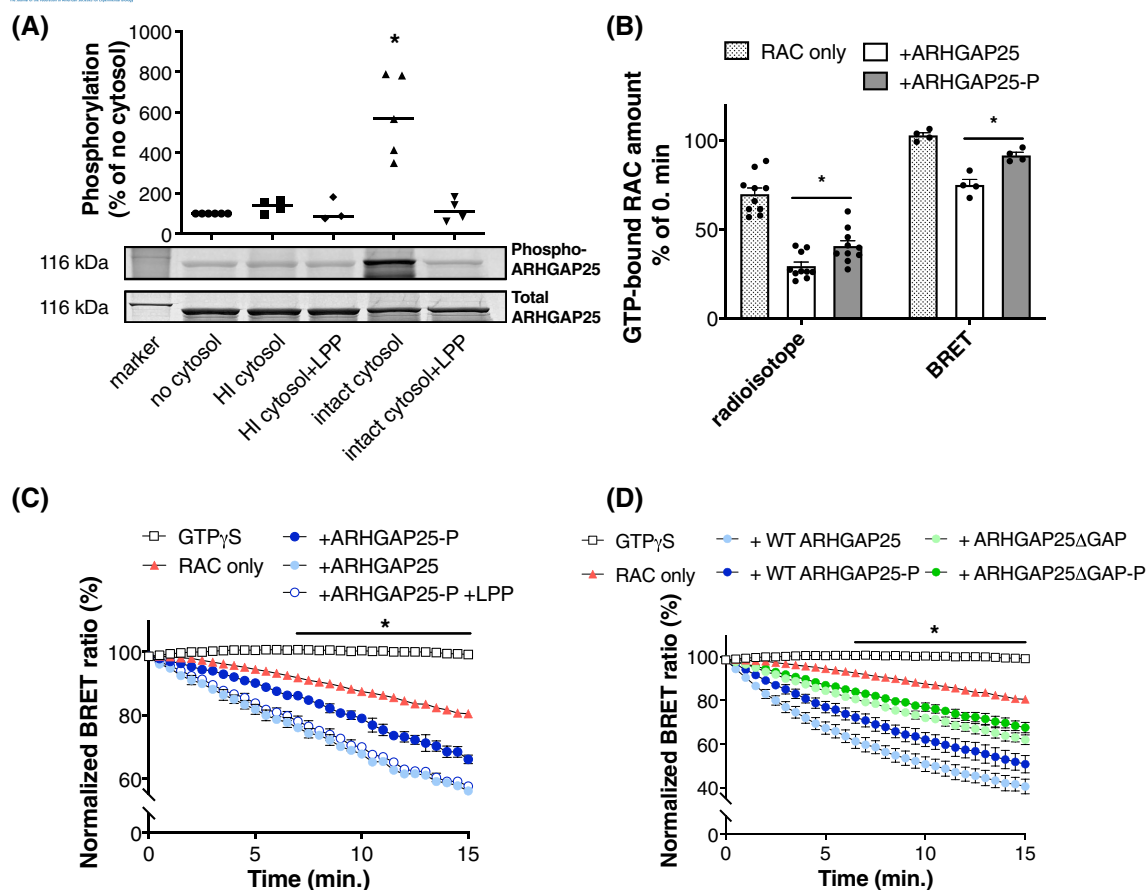 (A)
1000
800
600
400
200
0
Phosphorylation
(% of no cytosol)
*
116 kDa
Phospho-
ARHGAP25
116 kDa
Total
ARHGAP25
marker
no cytosol
HI cytosol
HI cytosol+LPP
intact cytosol
intact cytosol+LPP
(B)
RAC only
+ARHGAP25
+ARHGAP25-P
GTP-bound RAC amount
% of 0. min
100
50
0
*
*
radioisotope
BRET
(C)
GTPγS
RAC only
+ARHGAP25-P
+ARHGAP25
+ARHGAP25-P +LPP
Normalized BRET ratio (%)
100
80
60
0
*
0 5 10 15
Time (min.)
(D)
GTPγS
RAC only
+ WT ARHGAP25
+ WT ARHGAP25-P
+ ARHGAP25ΔGAP
+ ARHGAP25ΔGAP-P
Normalized BRET ratio (%)
100
80
60
40
0
*
0 5 10 15
Time (min.)